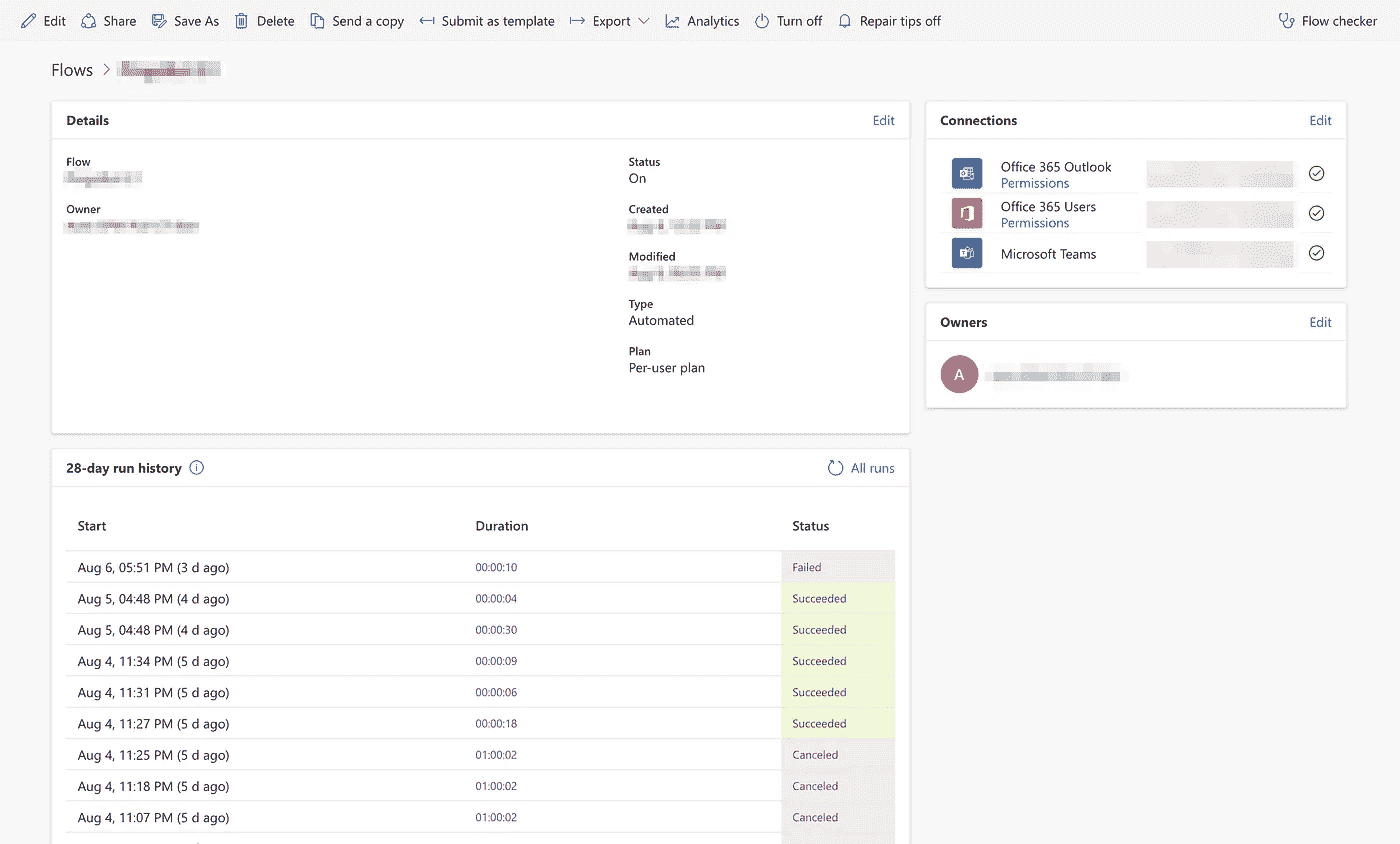 Edit Share Save As Delete Send a copy Submit as template Export Analytics Turn off Repair tips off Flow checker
Flows >
Details Edit
Flow
Owner
Status
On
Created
Modified
Type
Automated
Plan
Per-user plan
Connections Edit
Office 365 Outlook
Permissions
Office 365 Users
Permissions
Microsoft Teams
Owners Edit
A
28-day run history All runs
Start Duration Status
Aug 6, 05:51 PM (3 d ago) 00:00:10 Failed
Aug 5, 04:48 PM (4 d ago) 00:00:04 Succeeded
Aug 5, 04:48 PM (4 d ago) 00:00:30 Succeeded
Aug 4, 11:34 PM (5 d ago) 00:00:09 Succeeded
Aug 4, 11:31 PM (5 d ago) 00:00:06 Succeeded
Aug 4, 11:27 PM (5 d ago) 00:00:18 Succeeded
Aug 4, 11:25 PM (5 d ago) 01:00:02 Canceled
Aug 4, 11:18 PM (5 d ago) 01:00:02 Canceled
Aug 4, 11:07 PM (5 d ago) 01:00:02 Canceled